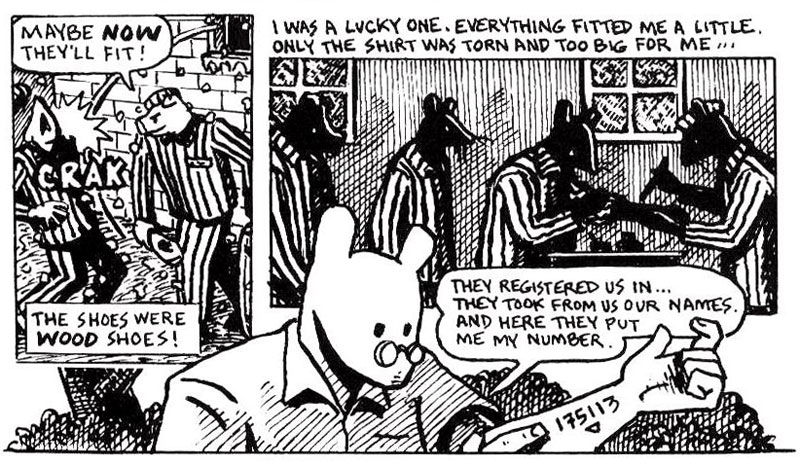 MAYBE NOW
THEY'LL FIT!
CRAK
THE SHOES WERE
WOOD SHOES!
I WAS A LUCKY ONE. EVERYTHING FITTED ME A LITTLE.
ONLY THE SHIRT WAS TORN AND TOO BIG FOR ME...
THEY REGISTERED US IN...
THEY TOOK FROM US OUR NAMES.
AND HERE THEY PUT
ME MY NUMBER.
175113